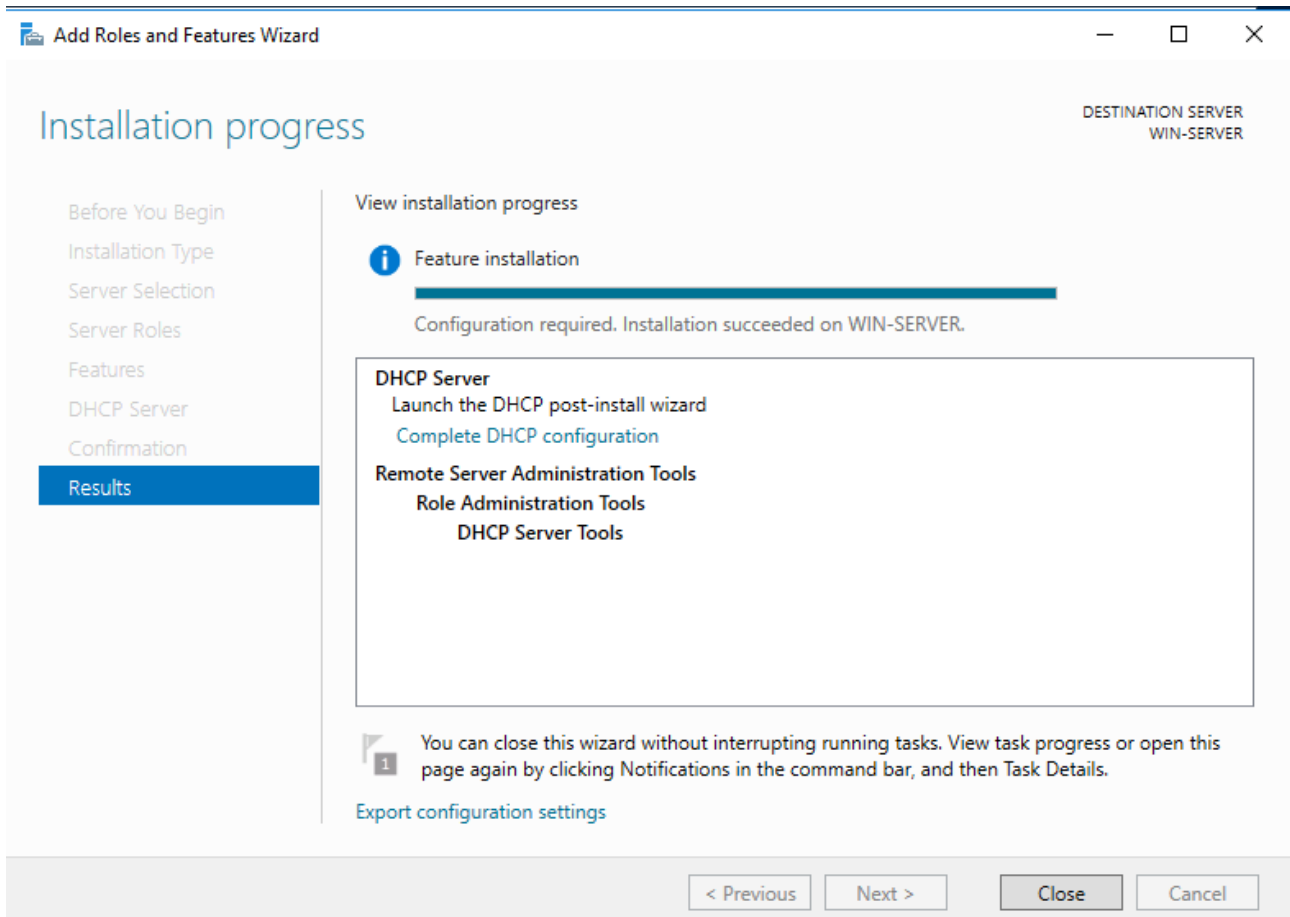 Add Roles and Features Wizard
Installation progress
DESTINATION SERVER
WIN-SERVER
Before You Begin
Installation Type
Server Selection
Server Roles
Features
DHCP Server
Confirmation
Results
View installation progress
Feature installation
Configuration required. Installation succeeded on WIN-SERVER.
DHCP Server
Launch the DHCP post-install wizard
Complete DHCP configuration
Remote Server Administration Tools
Role Administration Tools
DHCP Server Tools
1
You can close this wizard without interrupting running tasks. View task progress or open this
page again by clicking Notifications in the command bar, and then Task Details.
Export configuration settings
< Previous
Next >
Close
Cancel